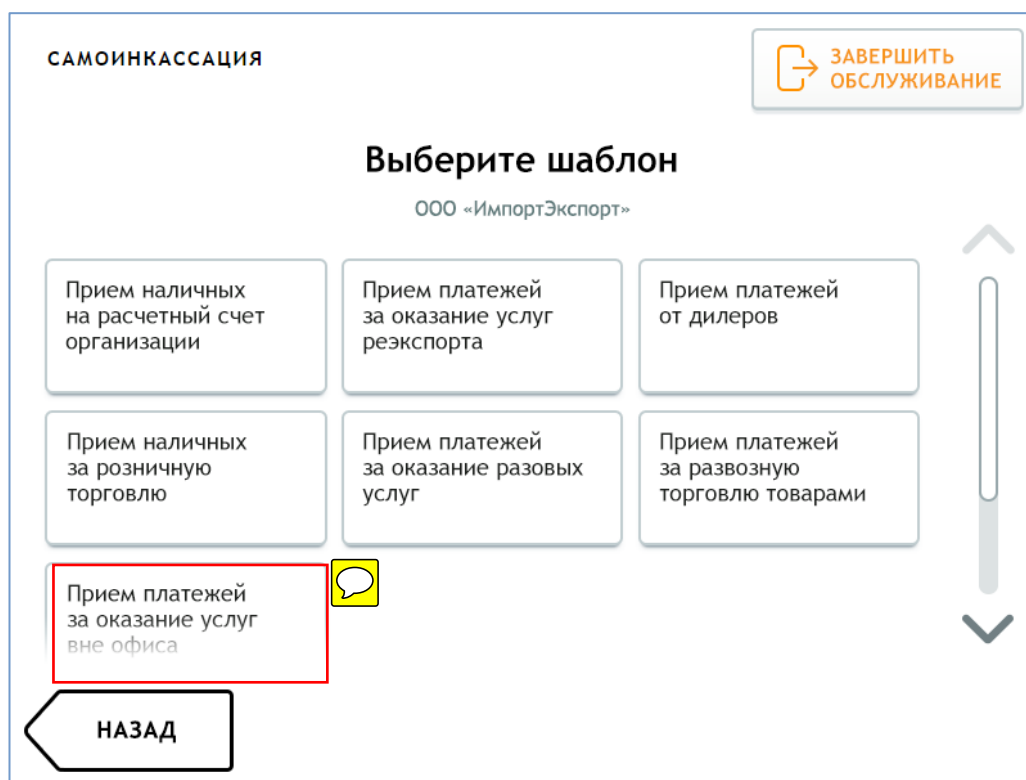 САМОИНКАССАЦИЯ
ЗАВЕРШИТЬ
ОБСЛУЖИВАНИЕ
Выберите шаблон
ООО «ИмпортЭкспорт»
Прием наличных
на расчетный счет
организации
Прием платежей
за оказание услуг
реэкспорта
Прием платежей
от дилеров
Прием наличных
за розничную
торговлю
Прием платежей
за оказание разовых
услуг
Прием платежей
за развозную
торговлю товарами
Прием платежей
за оказание услуг
вне офиса
НАЗАД